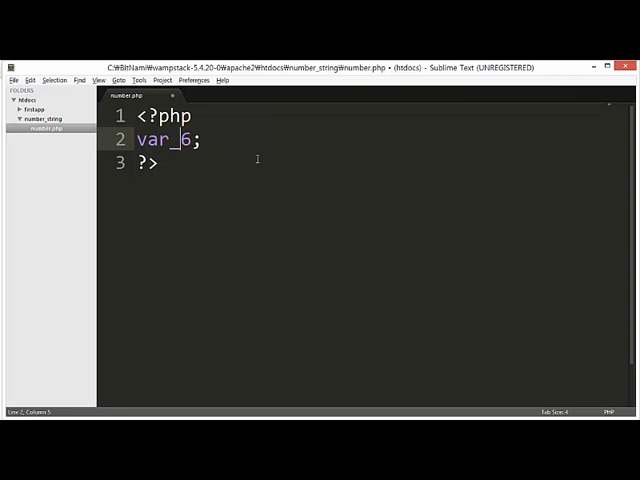 C:₩BitNami₩wampstack-5.4.20-0₩apache2₩htdocs₩number_string₩number.php • (htdocs) - Sublime Text (UNREGISTERED)
File Edit Selection Find View Goto Tools Project Preferences Help
FOLDERS
htdocs
firstapp
number_string
number.php
number.php
1 <?php
2 var_6;
3 ?>
Line 2, Column 5
Tab Size: 4
PHP